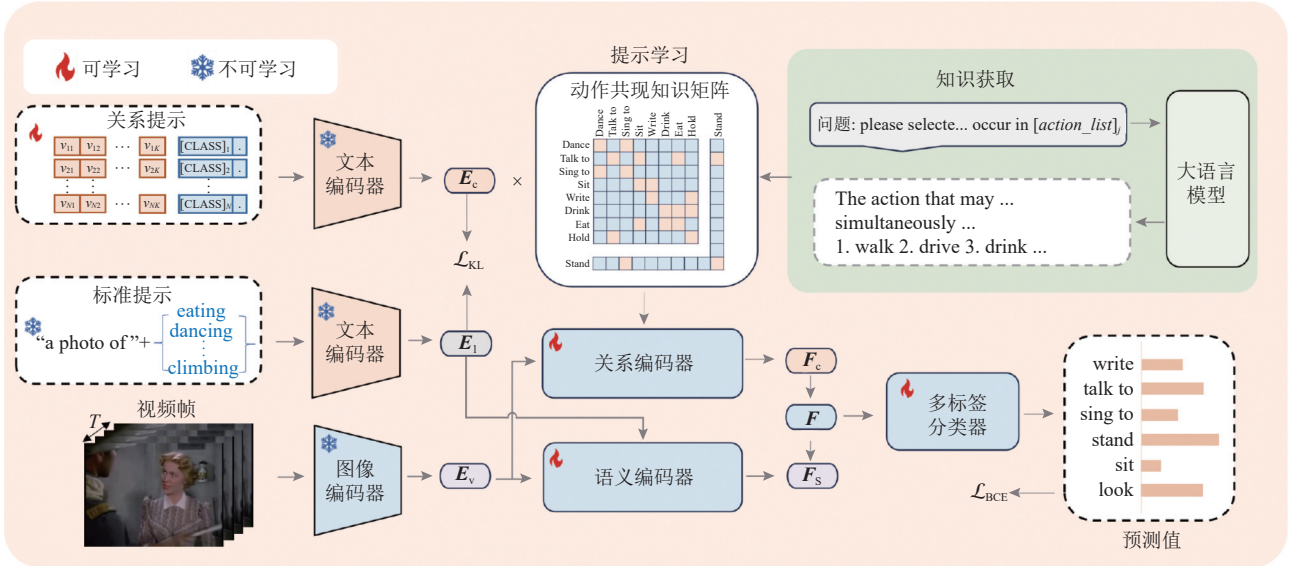 可学习 不可学习
关系提示
v11 v12 … v1K [CLASS]1 .
v21 v22 … v2K [CLASS]2 .
⋮ ⋮ ⋮ ⋮
vN1 vN2 … vNK [CLASS]N .
文本
编码器
Ec
×
提示学习
动作共现知识矩阵
Dance Talk to Sing to Sit Write Drink Eat Hold Stand
Dance
Talk to
Sing to
Sit
Write
Drink
Eat
Hold
Stand
知识获取
问题: please selecte... occur in [action_list]j
The action that may ...
simultaneously ...
1. walk 2. drive 3. drink ...
大语言
模型
ℒKL
标准提示
"a photo of"+
eating
dancing
⋮
climbing
文本
编码器
E1
视频帧
T
图像
编码器
Ev
关系编码器
语义编码器
Fc
F
FS
多标签
分类器
write
talk to
sing to
stand
sit
look
ℒBCE
预测值